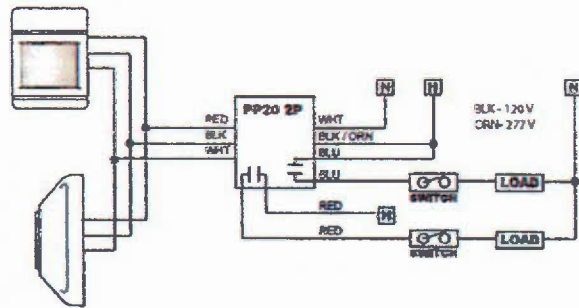 PP20 2P
RED
BLK
WHT
WHT
BLK / ORN
BLU
BLU
RED
RED
N
H
N
H
BLK - 120 V
ORN- 277 V
SWITCH
LOAD
SWITCH
LOAD